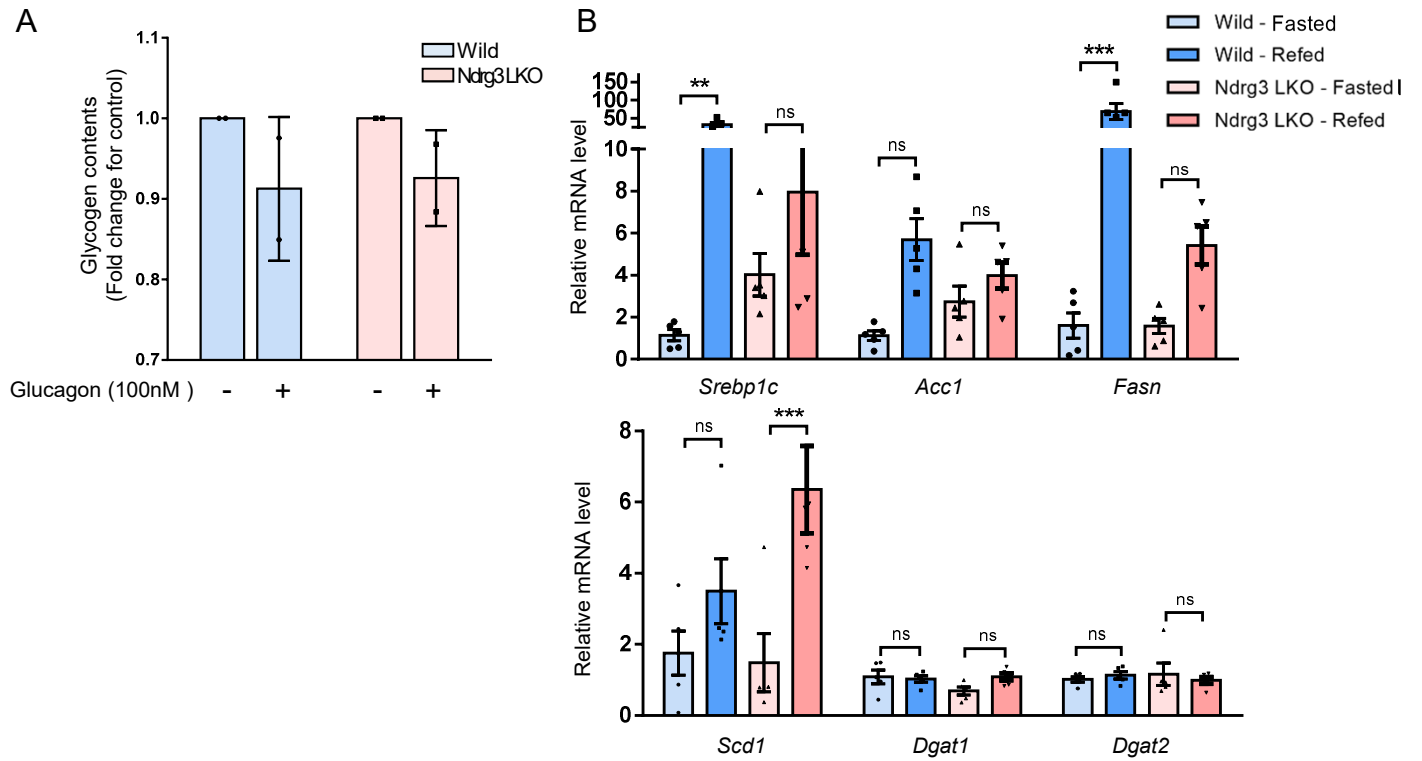 A
Glycogen contents
(Fold change for control)
1.1
1.0
0.9
0.8
0.7
Wild
Ndrg3 LKO
Glucagon (100nM )
-
+
-
+
B
Wild - Fasted
Wild - Refed
Ndrg3 LKO - Fasted l
Ndrg3 LKO - Refed
Relative mRNA level
150
100
50
10
8
6
4
2
0
**
ns
ns
ns
***
ns
Srebp1c
Acc1
Fasn
Relative mRNA level
8
6
4
2
0
ns
***
ns
ns
ns
ns
Scd1
Dgat1
Dgat2